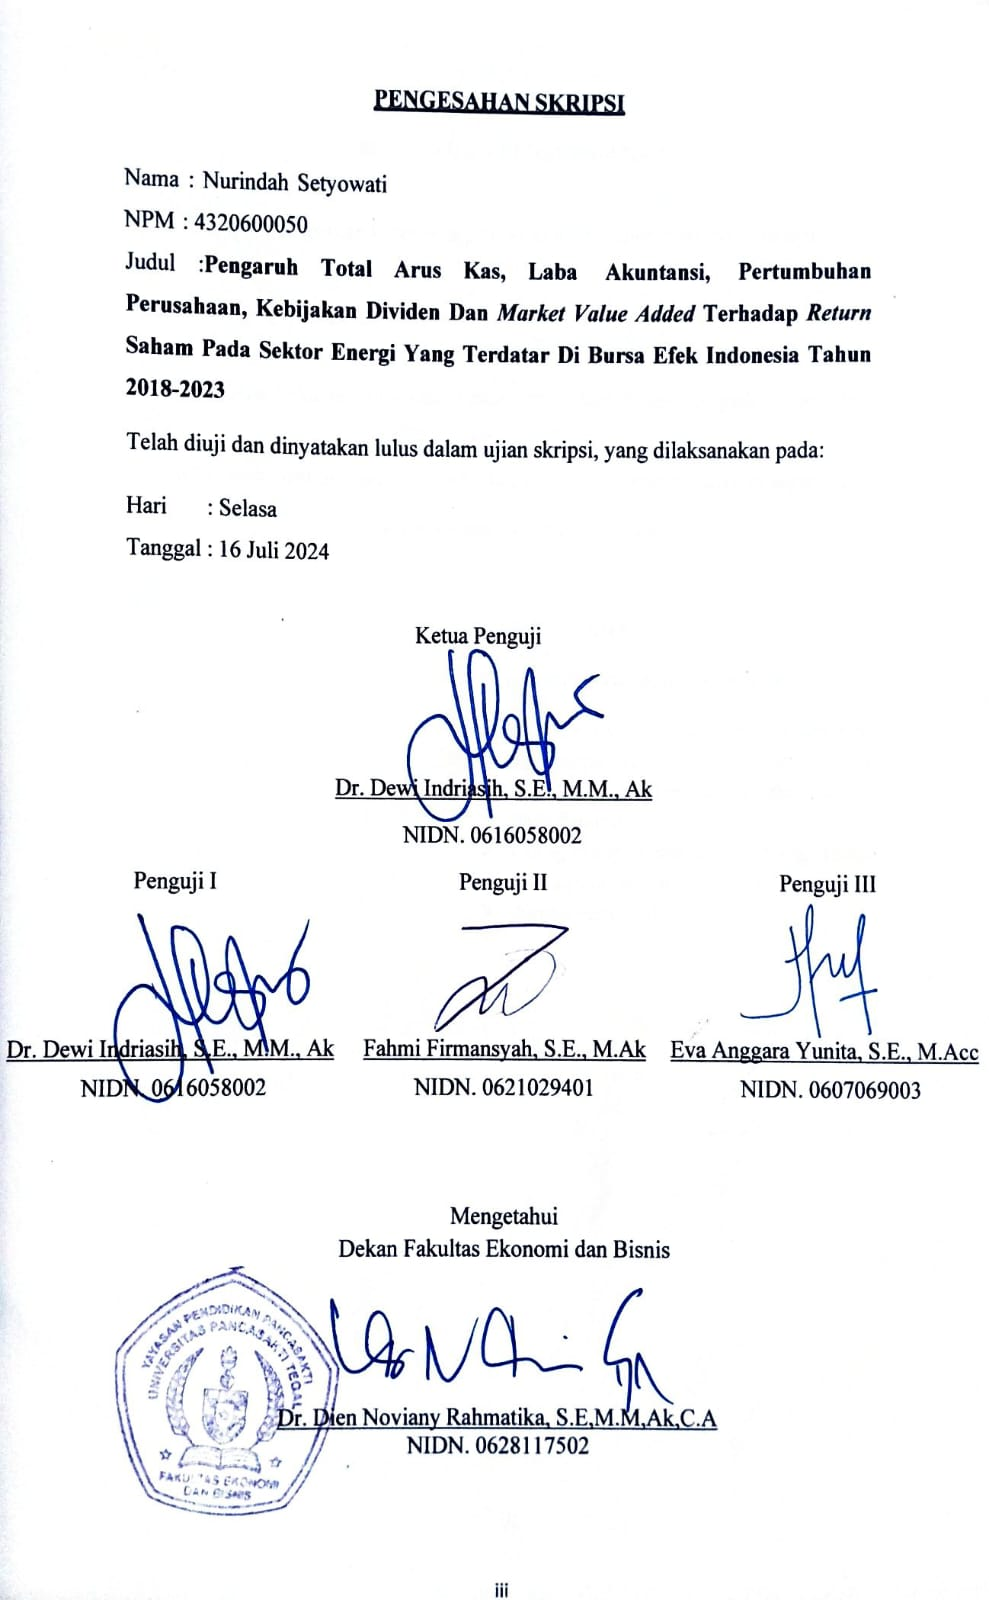 PENGESAHAN SKRIPSI
Nama : Nurindah Setyowati
NPM : 4320600050
Judul :Pengaruh Total Arus Kas, Laba Akuntansi, Pertumbuhan
Perusahaan, Kebijakan Dividen Dan Market Value Added Terhadap Return
Saham Pada Sektor Energi Yang Terdatar Di Bursa Efek Indonesia Tahun
2018-2023
Telah diuji dan dinyatakan lulus dalam ujian skripsi, yang dilaksanakan pada:
Hari : Selasa
Tanggal : 16 Juli 2024
Ketua Penguji
Dr. Dewi Indriasih, S.E., M.M., Ak
NIDN. 0616058002
Penguji I Penguji II Penguji III
Dr. Dewi Indriasih, S.E., M.M., Ak Fahmi Firmansyah, S.E., M.Ak Eva Anggara Yunita, S.E., M.Acc
NIDN. 0616058002 NIDN. 0621029401 NIDN. 0607069003
Mengetahui
Dekan Fakultas Ekonomi dan Bisnis
YAYASAN PENDIDIKAN PANCASAKTI
UNIVERSITAS PANCASAKTI TEGAL
Dr. Dien Noviany Rahmatika, S.E,M.M,Ak,C.A
NIDN. 0628117502
FAKULTAS EKONOMI
DAN BISNIS
iii